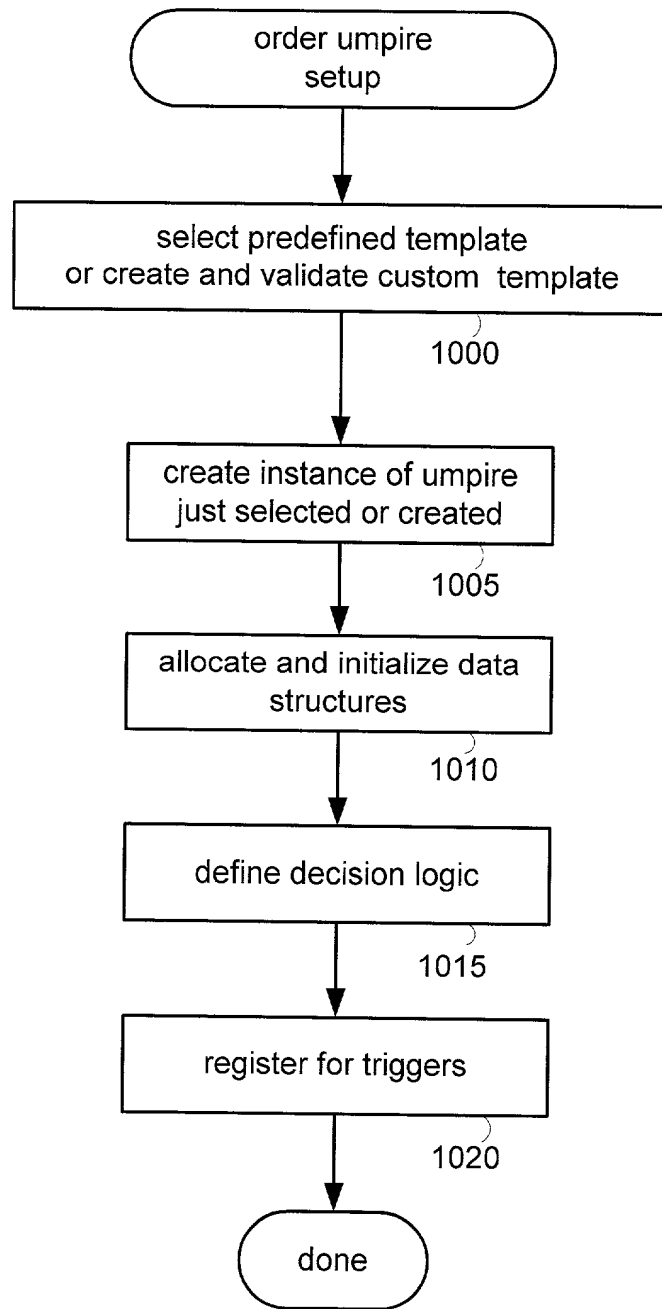 order umpire
setup
select predefined template
or create and validate custom template
1000
create instance of umpire
just selected or created
1005
allocate and initialize data
structures
1010
define decision logic
1015
register for triggers
1020
done